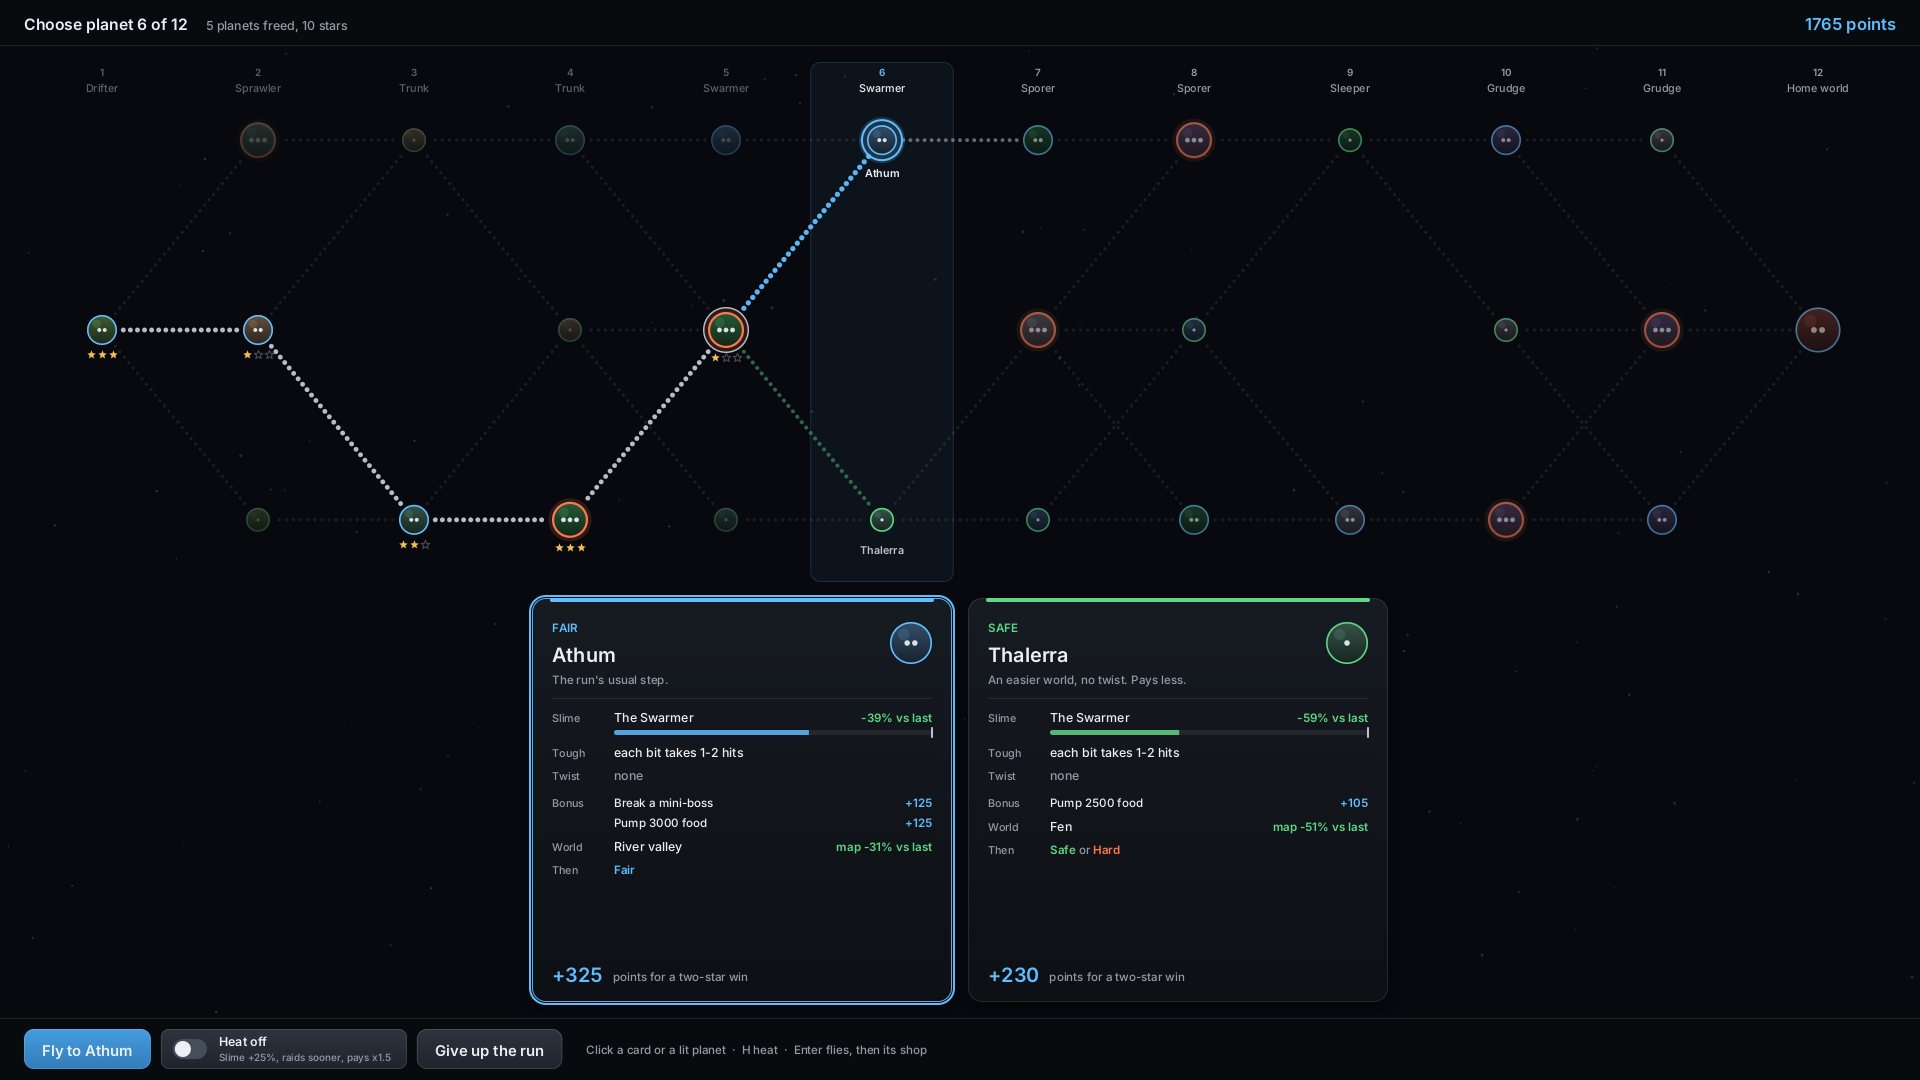 Choose planet 6 of 12 5 planets freed, 10 stars 1765 points
1 2 3 4 5 6 7 8 9 10 11 12
Drifter Sprawler Trunk Trunk Swarmer Swarmer Sporer Sporer Sleeper Grudge Grudge Home world
Athum
Thalerra
FAIR
Athum
The run's usual step.
Slime The Swarmer -39% vs last
Tough each bit takes 1-2 hits
Twist none
Bonus Break a mini-boss +125
Pump 3000 food +125
World River valley map -31% vs last
Then Fair
+325 points for a two-star win
SAFE
Thalerra
An easier world, no twist. Pays less.
Slime The Swarmer -59% vs last
Tough each bit takes 1-2 hits
Twist none
Bonus Pump 2500 food +105
World Fen map -51% vs last
Then Safe or Hard
+230 points for a two-star win
Fly to Athum
Heat off
Slime +25%, raids sooner, pays x1.5
Give up the run
Click a card or a lit planet · H heat · Enter flies, then its shop